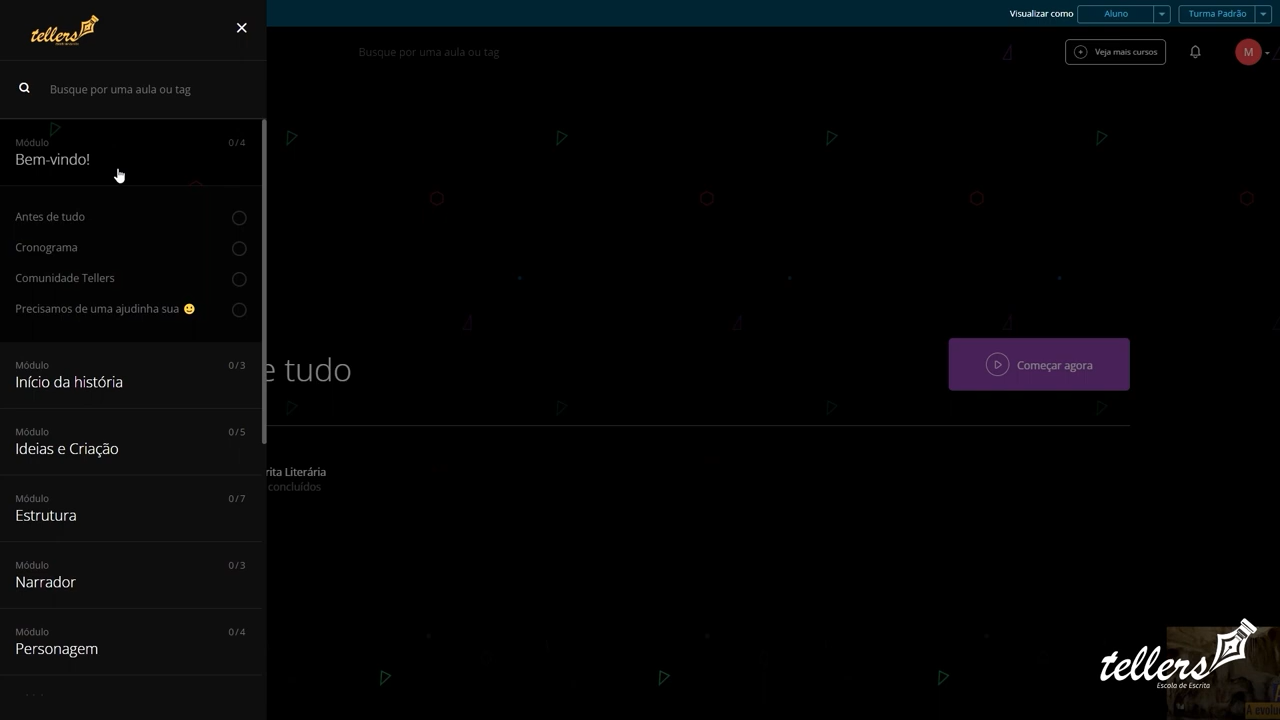 Visualizar como
Aluno
Turma Padrão
tellers
Busque por uma aula ou tag
Veja mais cursos
M
Busque por uma aula ou tag
Módulo
0/4
Bem-vindo!
Antes de tudo
Cronograma
Comunidade Tellers
Precisamos de uma ajudinha sua 🙂
Módulo
0/3
Início da história
Módulo
0/5
Ideias e Criação
Módulo
0/7
Estrutura
Módulo
0/3
Narrador
Módulo
0/4
Personagem
e tudo
Começar agora
rita Literária
concluídos
tellers
Escola de Escrita
A evolu